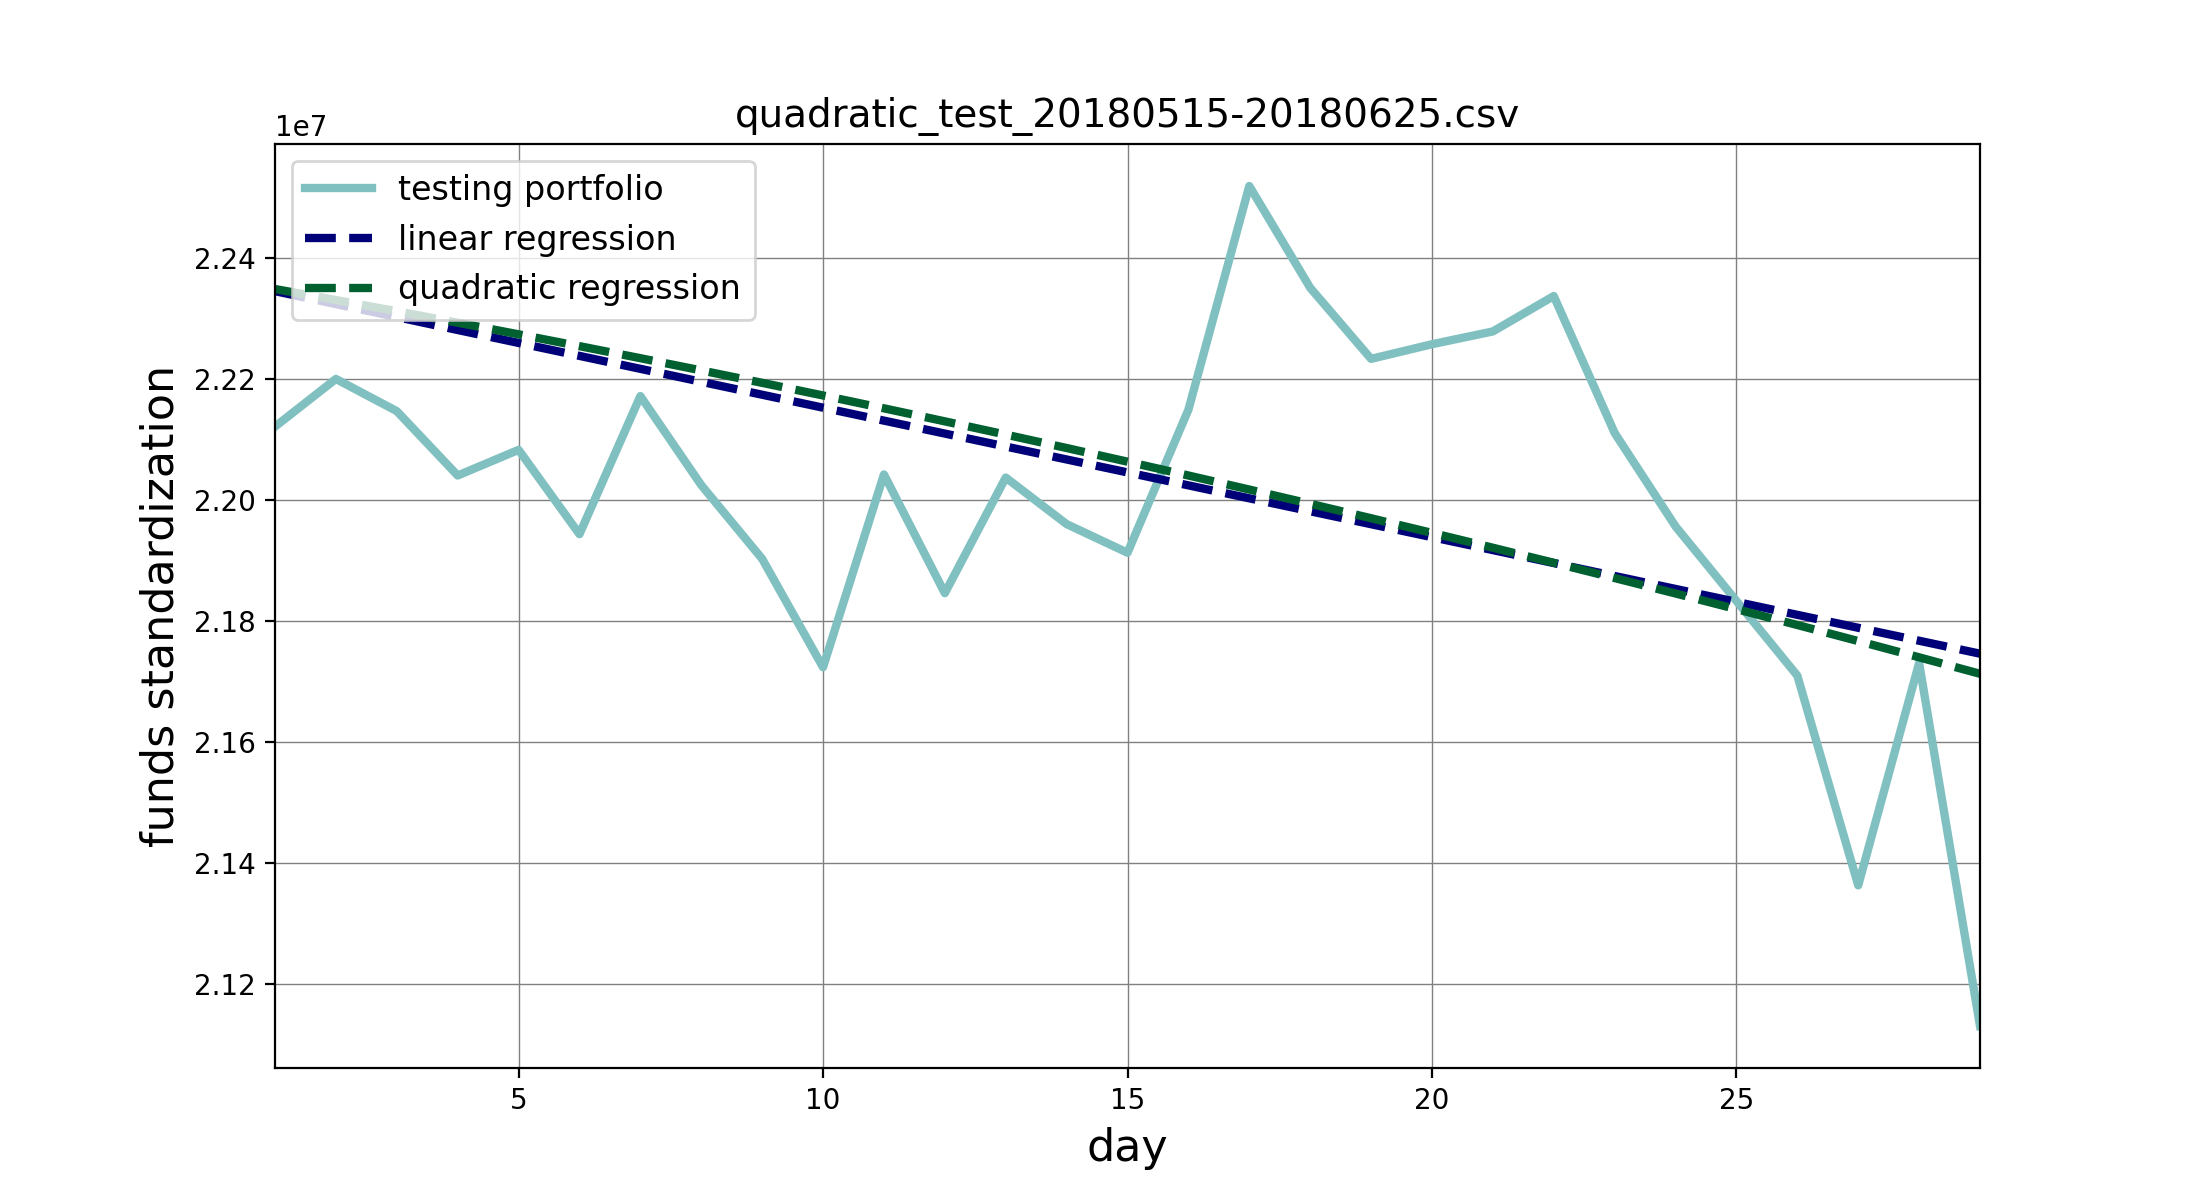 quadratic_test_20180515-20180625.csv
1e7
testing portfolio
linear regression
quadratic regression
2.24
2.22
2.20
2.18
2.16
2.14
2.12
funds standardization
5 10 15 20 25
day